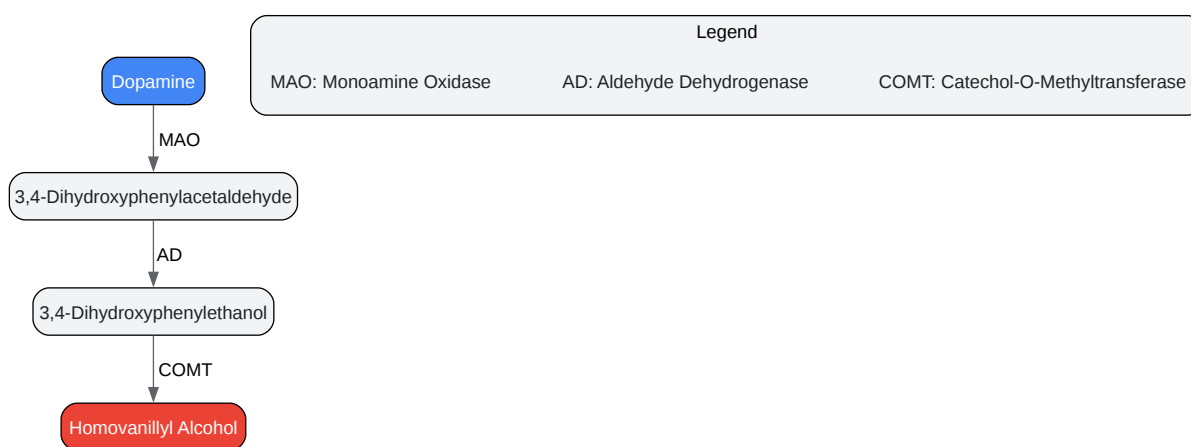 Legend
MAO: Monoamine Oxidase
AD: Aldehyde Dehydrogenase
COMT: Catechol-O-Methyltransferase
Dopamine
MAO
3,4-Dihydroxyphenylacetaldehyde
AD
3,4-Dihydroxyphenylethanol
COMT
Homovanillyl Alcohol